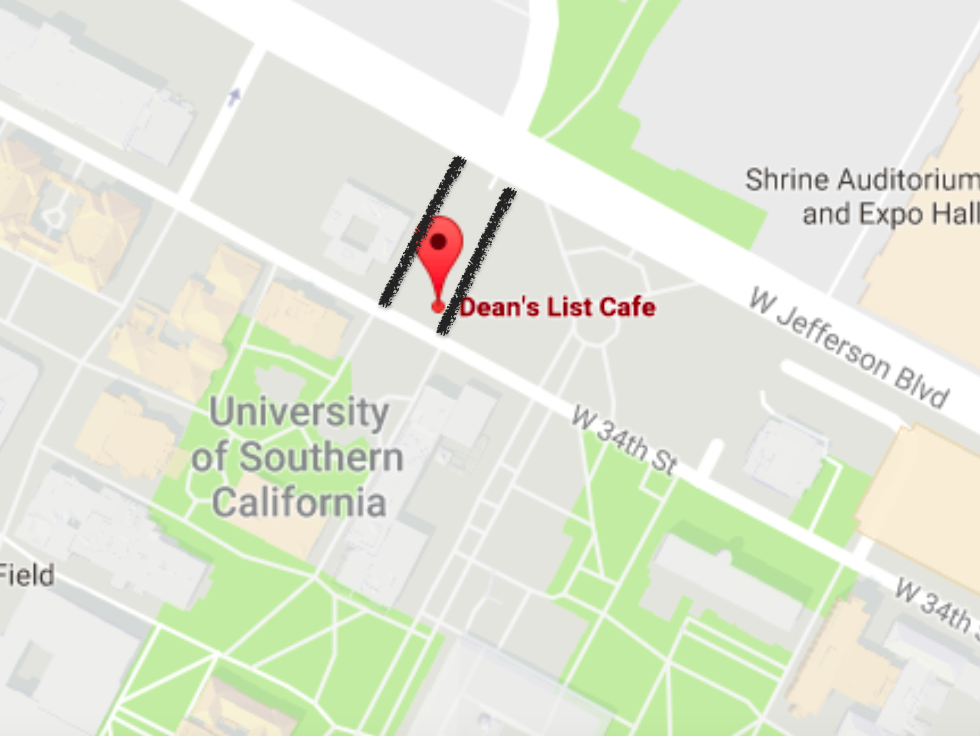 Shrine Auditorium
and Expo Hall
Dean's List Cafe
W Jefferson Blvd
University
of Southern
California
W 34th St
Field
W 34th